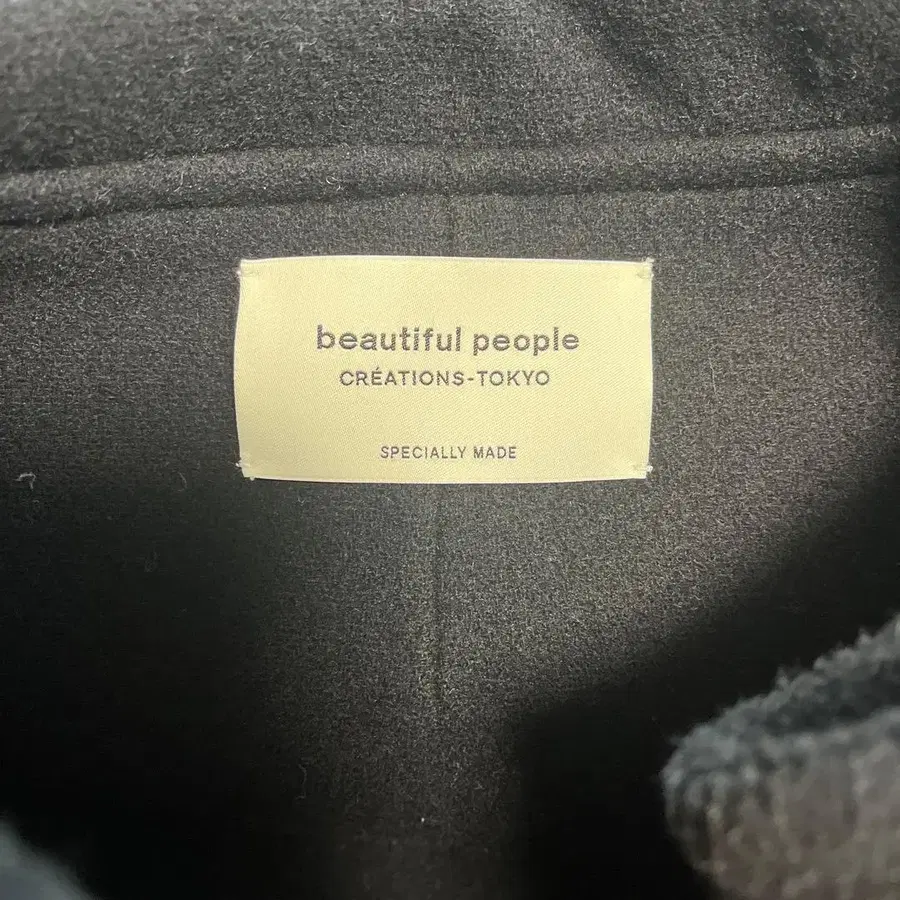 beautiful people
CRÉATIONS-TOKYO
SPECIALLY MADE